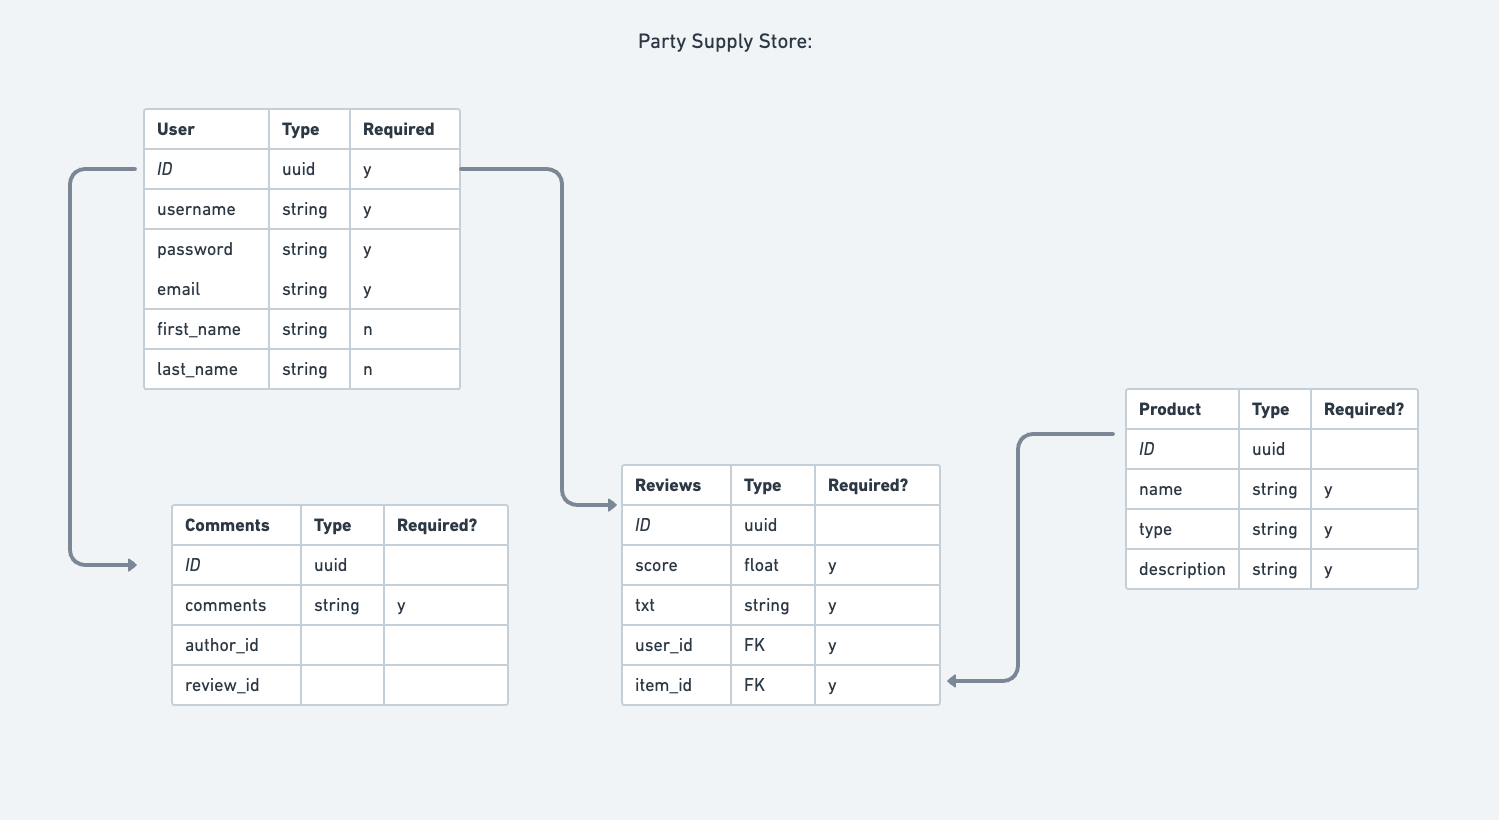 Party Supply Store:
User Type Required
ID uuid y
username string y
password string y
email string y
first_name string n
last_name string n
Comments Type Required?
ID uuid
comments string y
author_id
review_id
Reviews Type Required?
ID uuid
score float y
txt string y
user_id FK y
item_id FK y
Product Type Required?
ID uuid
name string y
type string y
description string y